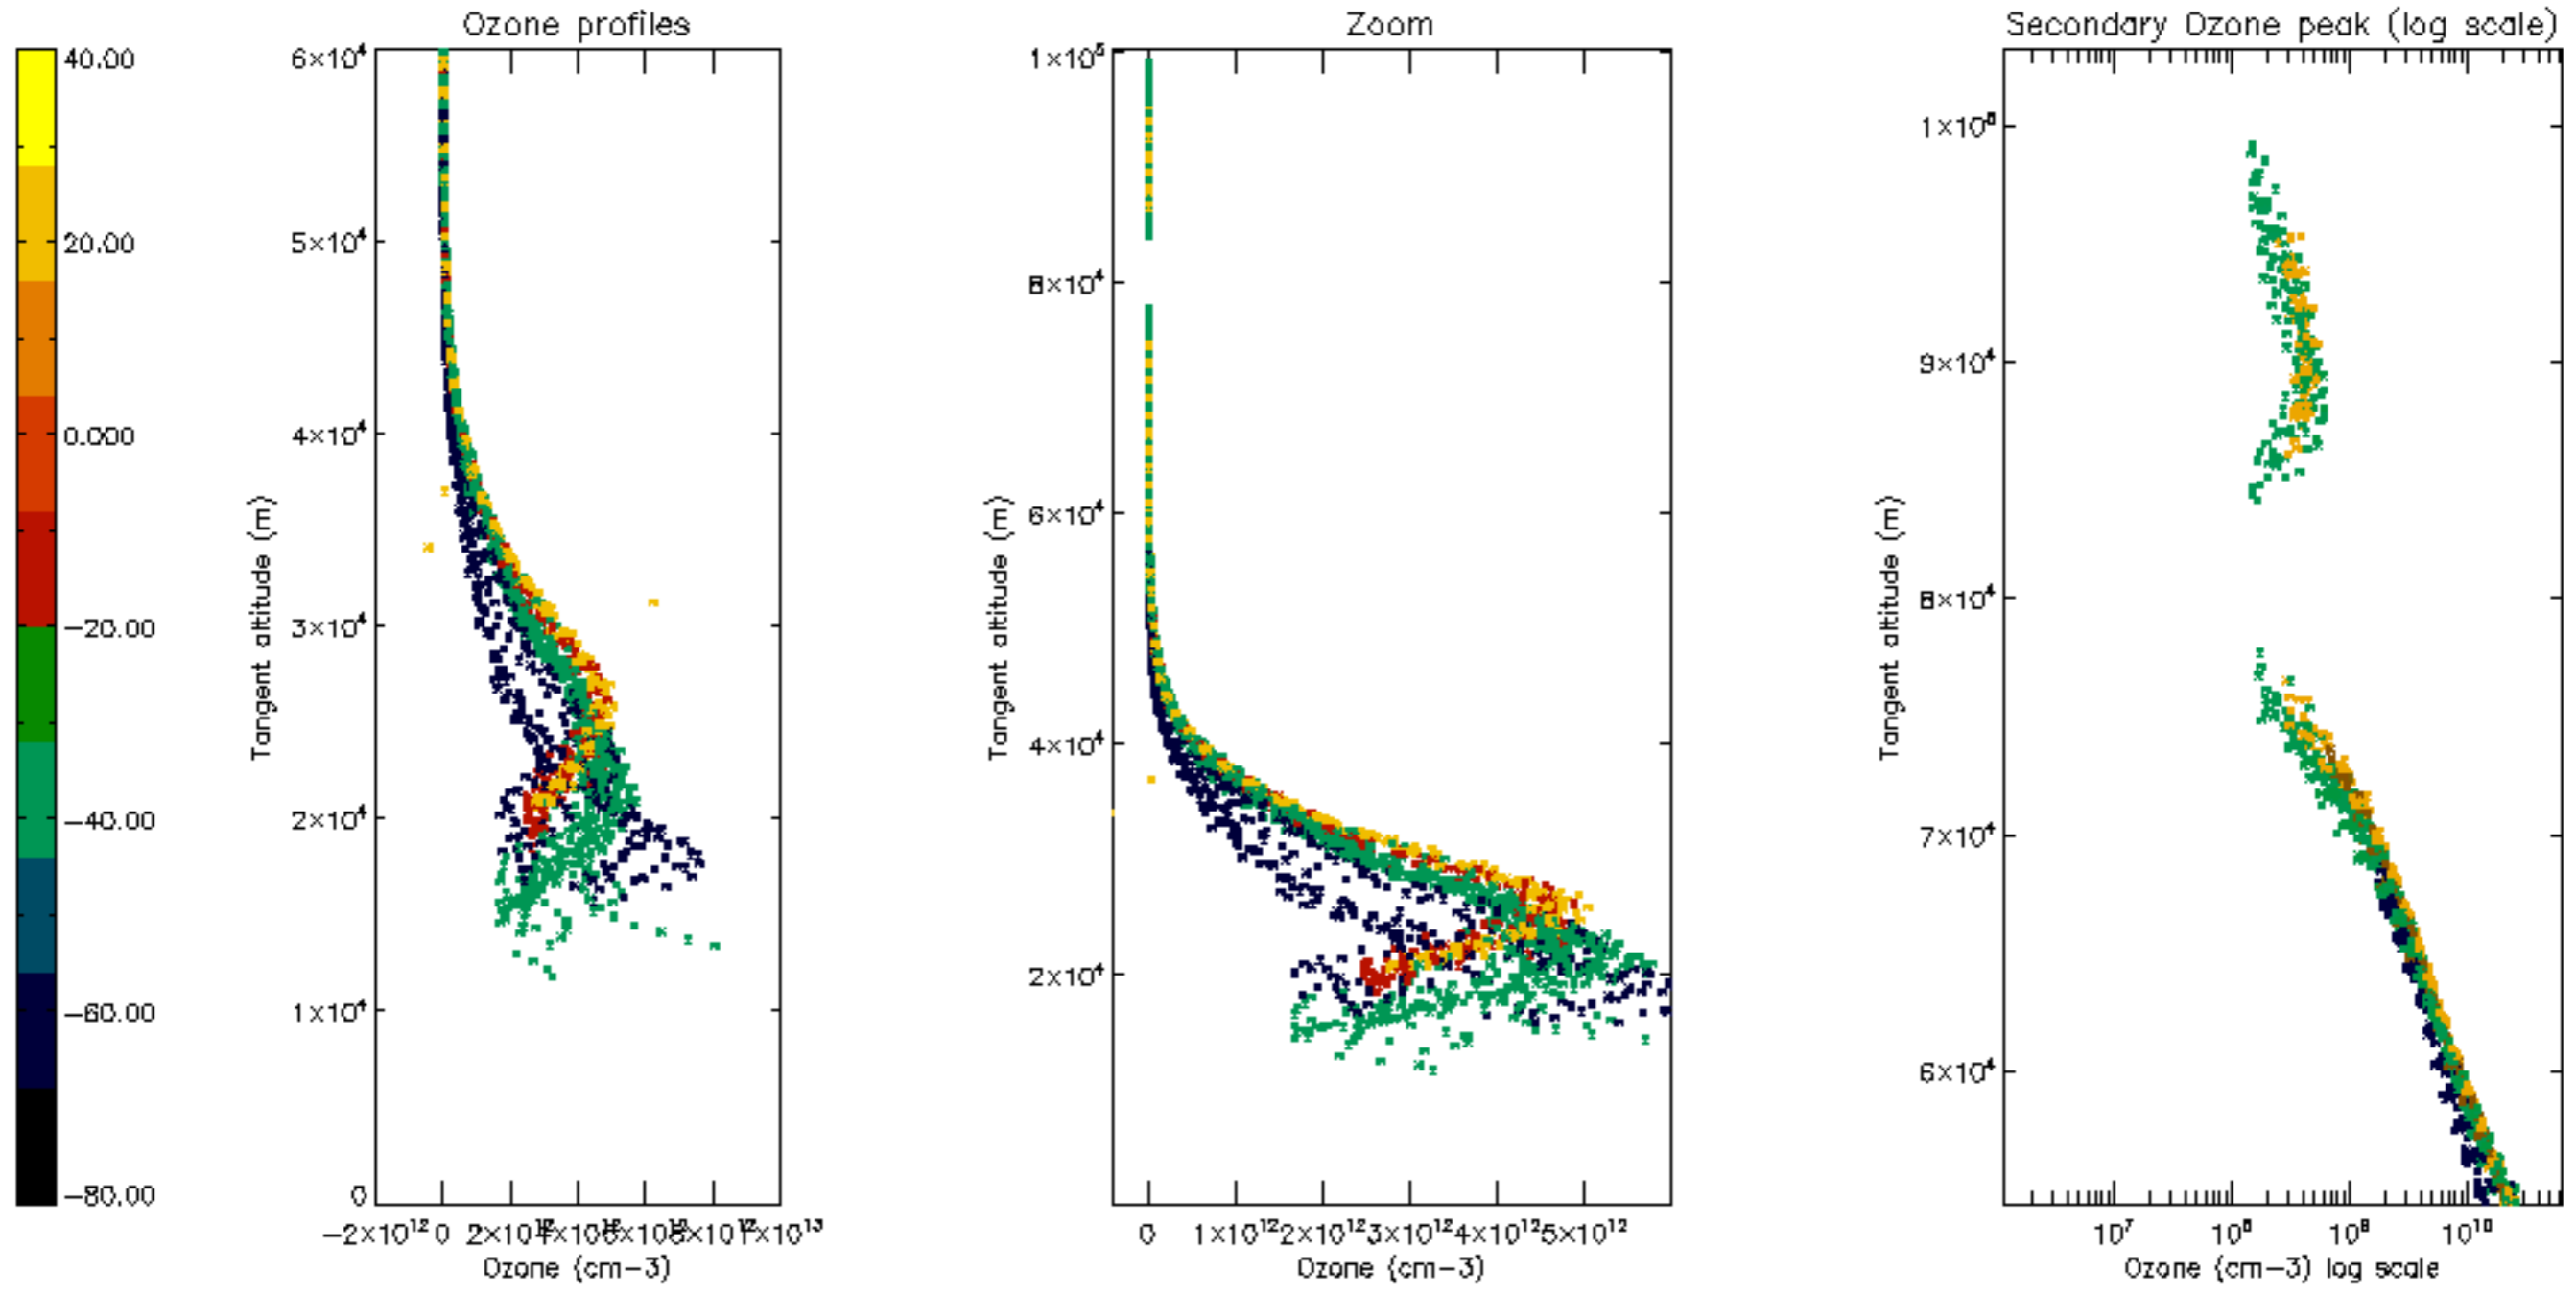 Ozone profiles
Zoom
Secondary Ozone peak (log scale)
40.00
20.00
0.000
−20.00
−40.00
−60.00
−80.00
6×10⁴
5×10⁴
4×10⁴
3×10⁴
2×10⁴
1×10⁴
0
Tangent altitude (m)
−2×10¹² 0
Ozone (cm−3)
1×10⁵
8×10⁴
6×10⁴
4×10⁴
2×10⁴
Tangent altitude (m)
0 1×10¹² 2×10¹² 3×10¹² 4×10¹² 5×10¹²
Ozone (cm−3)
1×10⁵
9×10⁴
8×10⁴
7×10⁴
6×10⁴
Tangent altitude (m)
10⁷ 10⁸ 10⁹ 10¹⁰
Ozone (cm−3) log scale